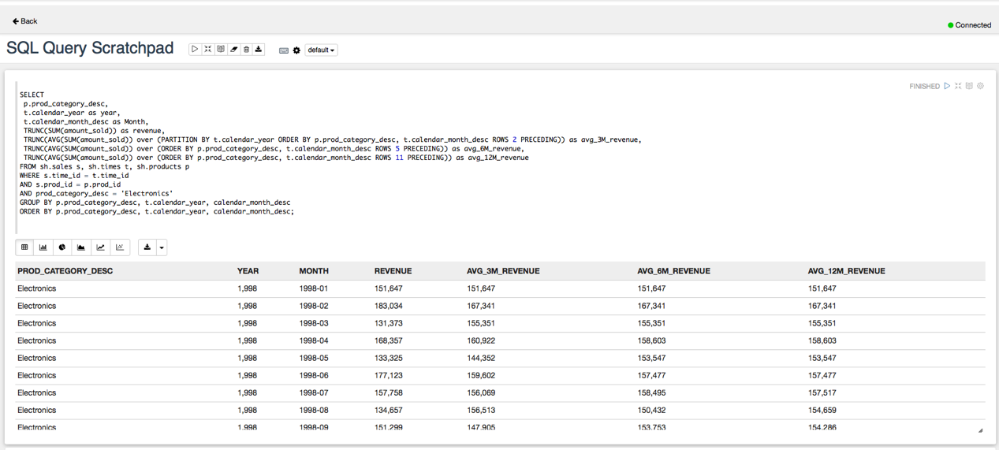 Back
Connected
SQL Query Scratchpad
default
FINISHED
SELECT
p.prod_category_desc,
t.calendar_year as year,
t.calendar_month_desc as Month,
TRUNC(SUM(amount_sold)) as revenue,
TRUNC(AVG(SUM(amount_sold)) over (PARTITION BY t.calendar_year ORDER BY p.prod_category_desc, t.calendar_month_desc ROWS 2 PRECEDING)) as avg_3M_revenue,
TRUNC(AVG(SUM(amount_sold)) over (ORDER BY p.prod_category_desc, t.calendar_month_desc ROWS 5 PRECEDING)) as avg_6M_revenue,
TRUNC(AVG(SUM(amount_sold)) over (ORDER BY p.prod_category_desc, t.calendar_month_desc ROWS 11 PRECEDING)) as avg_12M_revenue
FROM sh.sales s, sh.times t, sh.products p
WHERE s.time_id = t.time_id
AND s.prod_id = p.prod_id
AND prod_category_desc = 'Electronics'
GROUP BY p.prod_category_desc, t.calendar_year, calendar_month_desc
ORDER BY p.prod_category_desc, t.calendar_year, calendar_month_desc;
PROD_CATEGORY_DESC YEAR MONTH REVENUE AVG_3M_REVENUE AVG_6M_REVENUE AVG_12M_REVENUE
Electronics 1,998 1998-01 151,647 151,647 151,647 151,647
Electronics 1,998 1998-02 183,034 167,341 167,341 167,341
Electronics 1,998 1998-03 131,373 155,351 155,351 155,351
Electronics 1,998 1998-04 168,357 160,922 158,603 158,603
Electronics 1,998 1998-05 133,325 144,352 153,547 153,547
Electronics 1,998 1998-06 177,123 159,602 157,477 157,477
Electronics 1,998 1998-07 157,758 156,069 158,495 157,517
Electronics 1,998 1998-08 134,657 156,513 150,432 154,659
Electronics 1,998 1998-09 151,299 147,905 153,753 154,286